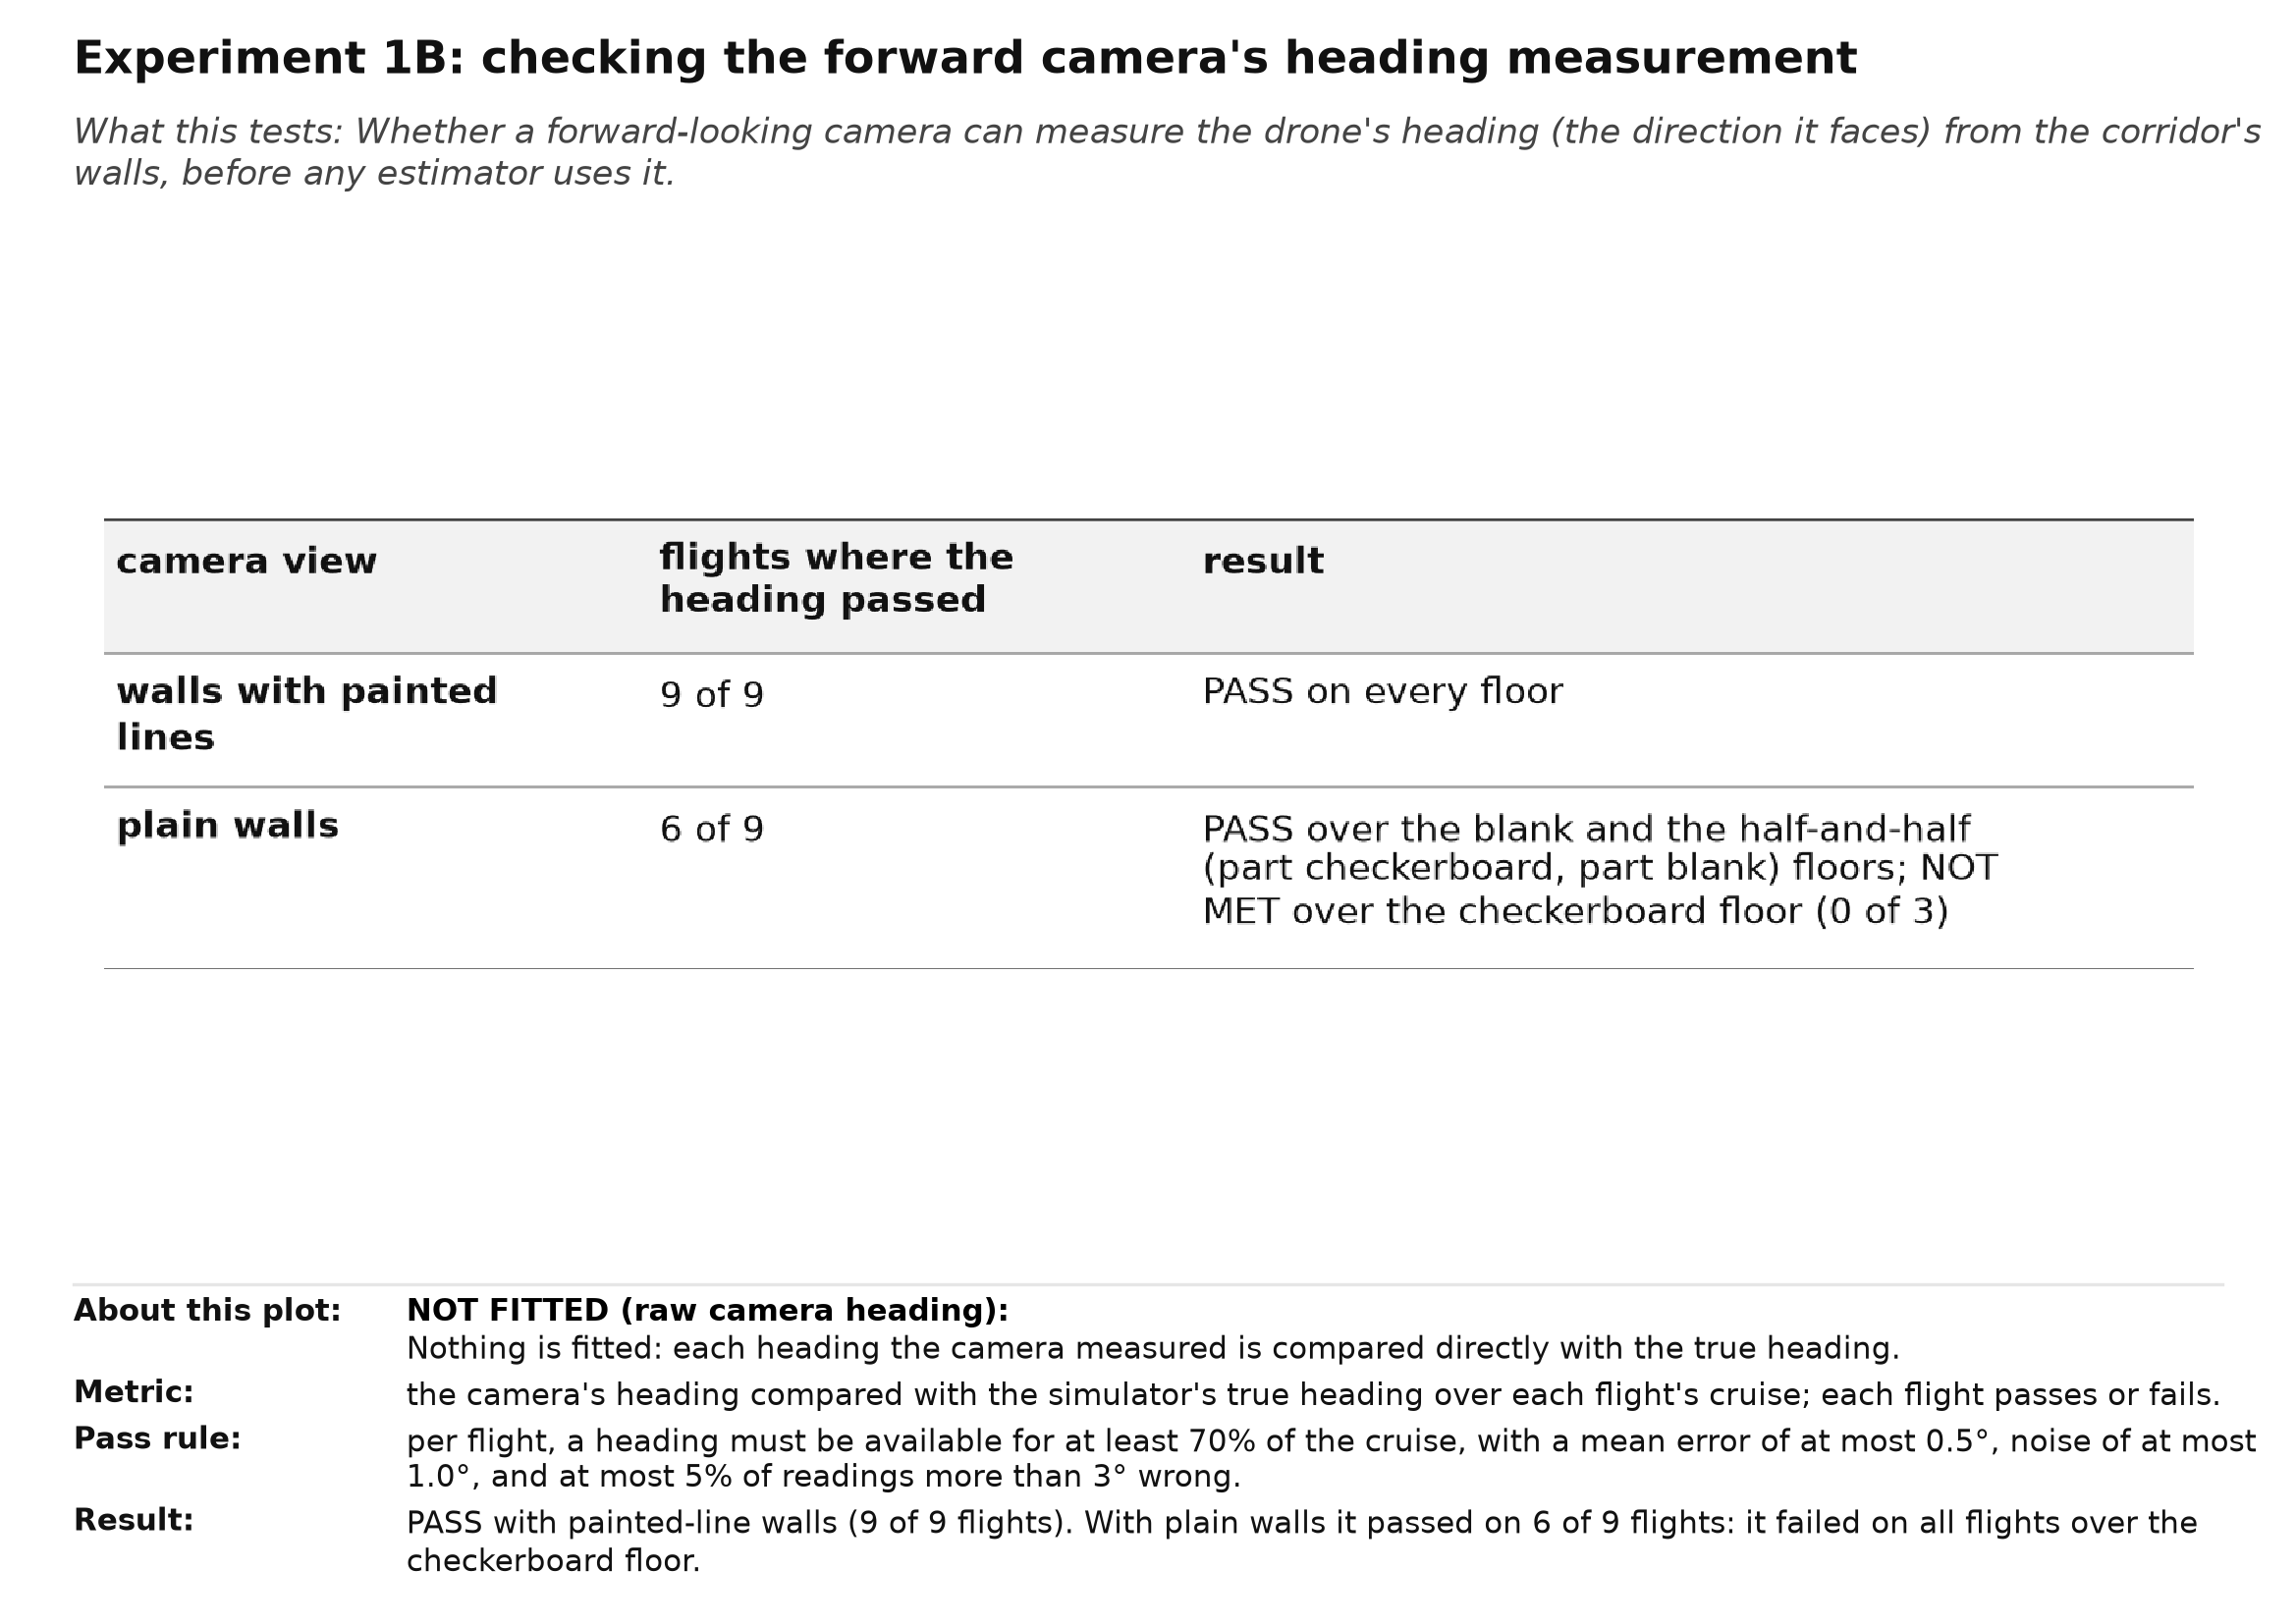 Experiment 1B: checking the forward camera's heading measurement
What this tests: Whether a forward-looking camera can measure the drone's heading (the direction it faces) from the corridor's
walls, before any estimator uses it.
camera view
flights where the
heading passed
result
walls with painted
lines
9 of 9
PASS on every floor
plain walls
6 of 9
PASS over the blank and the half-and-half
(part checkerboard, part blank) floors; NOT
MET over the checkerboard floor (0 of 3)
About this plot:
NOT FITTED (raw camera heading):
Nothing is fitted: each heading the camera measured is compared directly with the true heading.
Metric:
the camera's heading compared with the simulator's true heading over each flight's cruise; each flight passes or fails.
Pass rule:
per flight, a heading must be available for at least 70% of the cruise, with a mean error of at most 0.5°, noise of at most
1.0°, and at most 5% of readings more than 3° wrong.
Result:
PASS with painted-line walls (9 of 9 flights). With plain walls it passed on 6 of 9 flights: it failed on all flights over the
checkerboard floor.